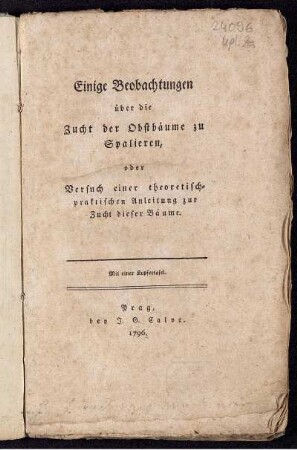 29096
Einige Beobachtungen
über die
Zucht der Obstbäume zu
Spalieren,
oder
Versuch einer theoretisch-
praktischen Anleitung zur
Zucht dieser Bäume.
Mit einer Kupfertafel.
Prag,
bey J. G. Calve.
1796.